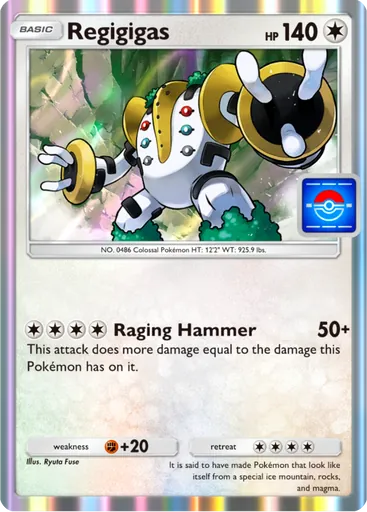 BASIC
Regigigas
HP 140
NO. 0486 Colossal Pokémon HT: 12'2" WT: 925.9 lbs.
Raging Hammer 50+
This attack does more damage equal to the damage this
Pokémon has on it.
weakness +20
retreat
Illus. Ryuta Fuse
It is said to have made Pokémon that look like
itself from a special ice mountain, rocks,
and magma.